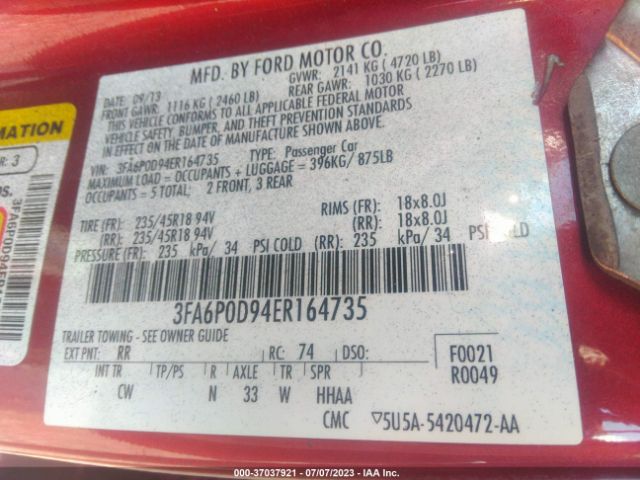 MFD. BY FORD MOTOR CO.
DATE: 09/13 GVWR: 2141 KG ( 4720 LB)
FRONT GAWR: 1116 KG ( 2460 LB) REAR GAWR: 1030 KG ( 2270 LB)
THIS VEHICLE CONFORMS TO ALL APPLICABLE FEDERAL MOTOR
VEHICLE SAFETY, BUMPER, AND THEFT PREVENTION STANDARDS
IN EFFECT ON THE DATE OF MANUFACTURE SHOWN ABOVE.
VIN: 3FA6P0D94ER164735 TYPE: Passenger Car
MAXIMUM LOAD = OCCUPANTS + LUGGAGE = 396KG/ 875LB
OCCUPANTS = 5 TOTAL: 2 FRONT, 3 REAR
TIRE (FR): 235/45R18 94V RIMS (FR): 18x8.0J
(RR): 235/45R18 94V (RR): 18x8.0J
PRESSURE (FR): 235 kPa/ 34 PSI COLD (RR): 235 kPa/ 34 PSI COLD
3FA6P0D94ER164735
TRAILER TOWING - SEE OWNER GUIDE
EXT PNT: RR RC: 74 DSO: F0021
R0049
INT TR TP/PS R AXLE TR SPR
CW N 33 W HHAA
CMC ▽5U5A-5420472-AA
MATION
R: 3
OS.
000-37037921 - 07/07/2023 - IAA Inc.